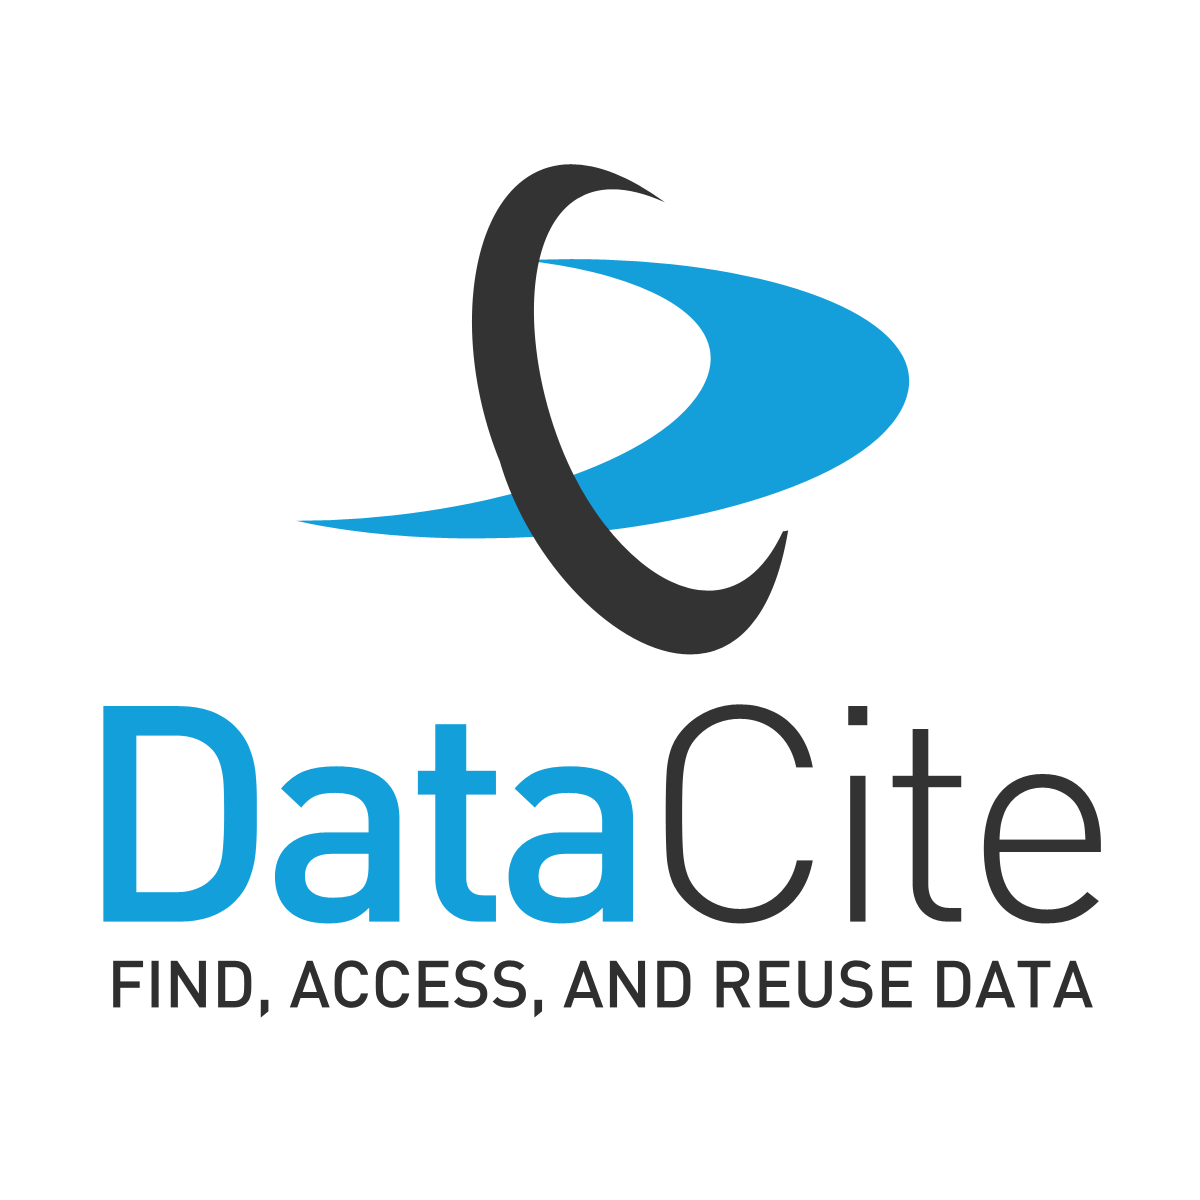 DataCite
FIND, ACCESS, AND REUSE DATA